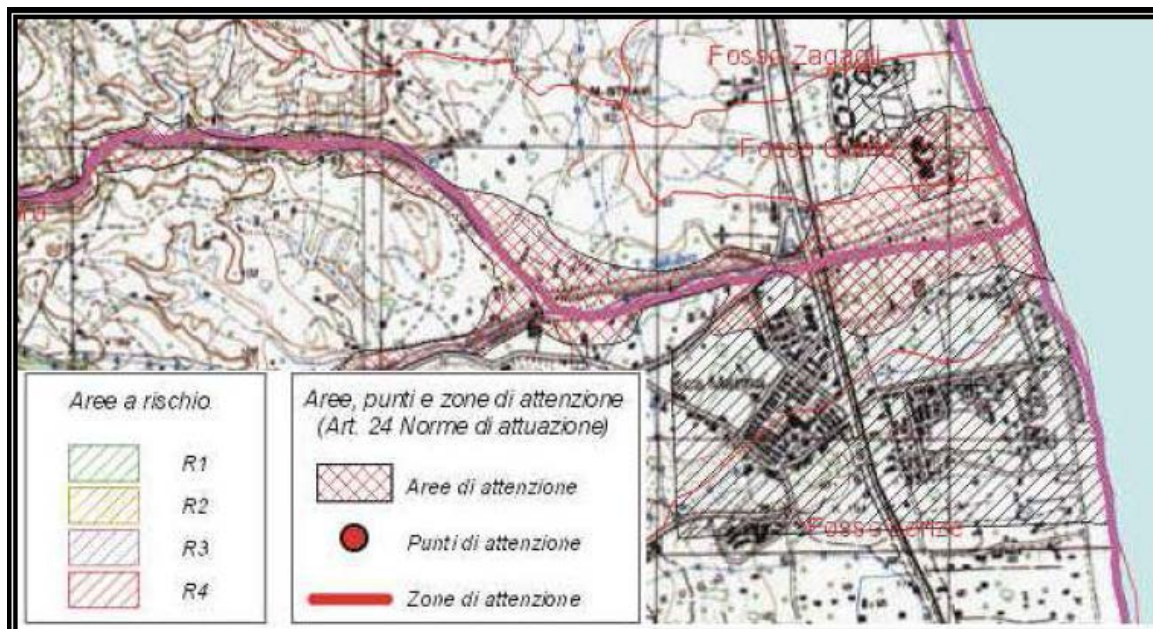 Fosso Zagagli
Fosso
Fosso
Aree a rischio
R1
R2
R3
R4
Aree, punti e zone di attenzione
(Art. 24 Norme di attuazione)
Aree di attenzione
Punti di attenzione
Zone di attenzione